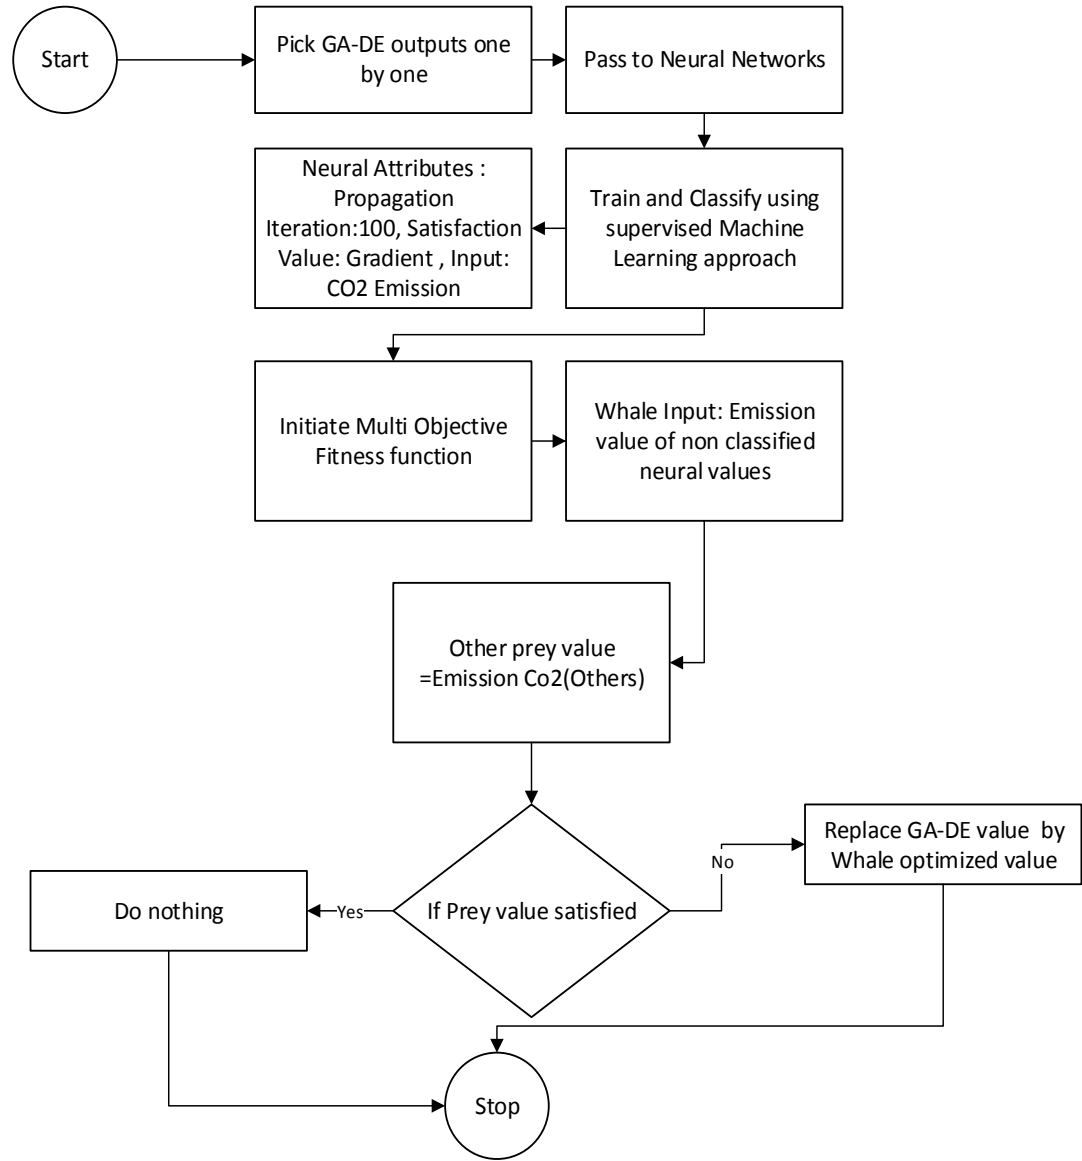 Start
Pick GA-DE outputs one
by one
Pass to Neural Networks
Neural Attributes :
Propagation
Iteration:100, Satisfaction
Value: Gradient , Input:
CO2 Emission
Train and Classify using
supervised Machine
Learning approach
Initiate Multi Objective
Fitness function
Whale Input: Emission
value of non classified
neural values
Other prey value
=Emission Co2(Others)
Replace GA-DE value by
Whale optimized value
No
Do nothing
Yes
If Prey value satisfied
Stop